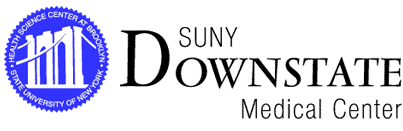 HEALTH SCIENCE CENTER AT BROOKLYN
STATE UNIVERSITY OF NEW YORK
SUNY
DOWNSTATE
Medical Center